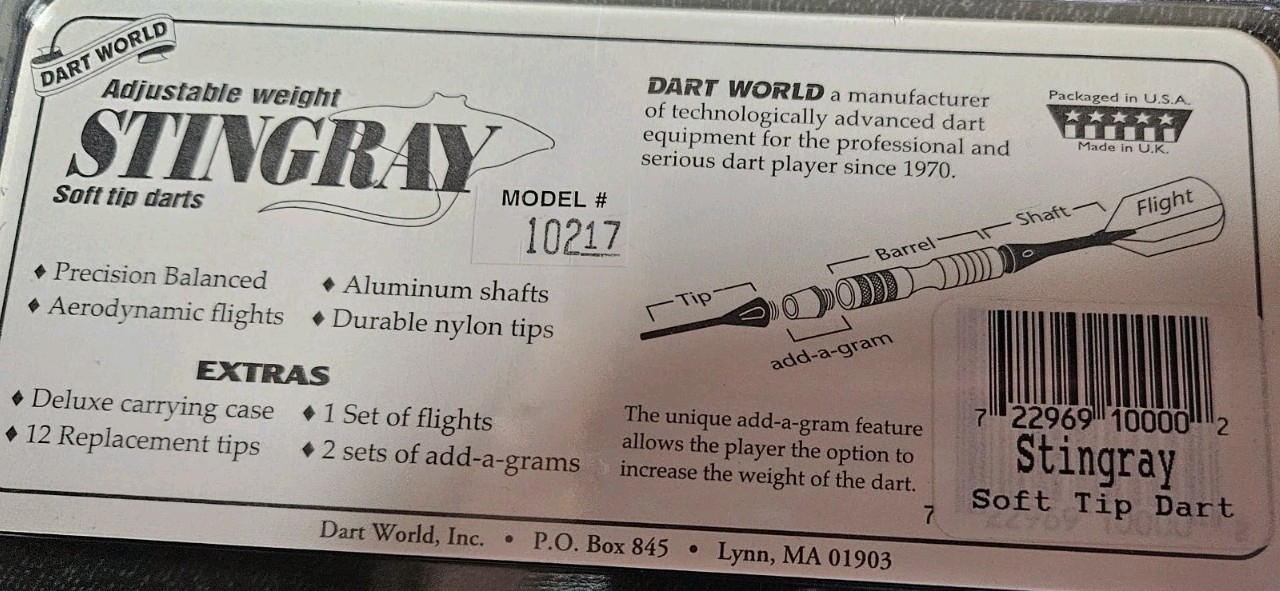 DART WORLD
Adjustable weight
STINGRAY
Soft tip darts
MODEL #
10217
♦ Precision Balanced
♦ Aerodynamic flights
♦ Aluminum shafts
♦ Durable nylon tips
EXTRAS
♦ Deluxe carrying case
♦ 12 Replacement tips
♦ 1 Set of flights
♦ 2 sets of add-a-grams
DART WORLD a manufacturer
of technologically advanced dart
equipment for the professional and
serious dart player since 1970.
Packaged in U.S.A.
Made in U.K.
Tip
add-a-gram
Barrel
Shaft
Flight
The unique add-a-gram feature
allows the player the option to
increase the weight of the dart.
7 22969 10000 2
Stingray
Soft Tip Dart
7
22969 10000 2
Dart World, Inc. • P.O. Box 845 • Lynn, MA 01903